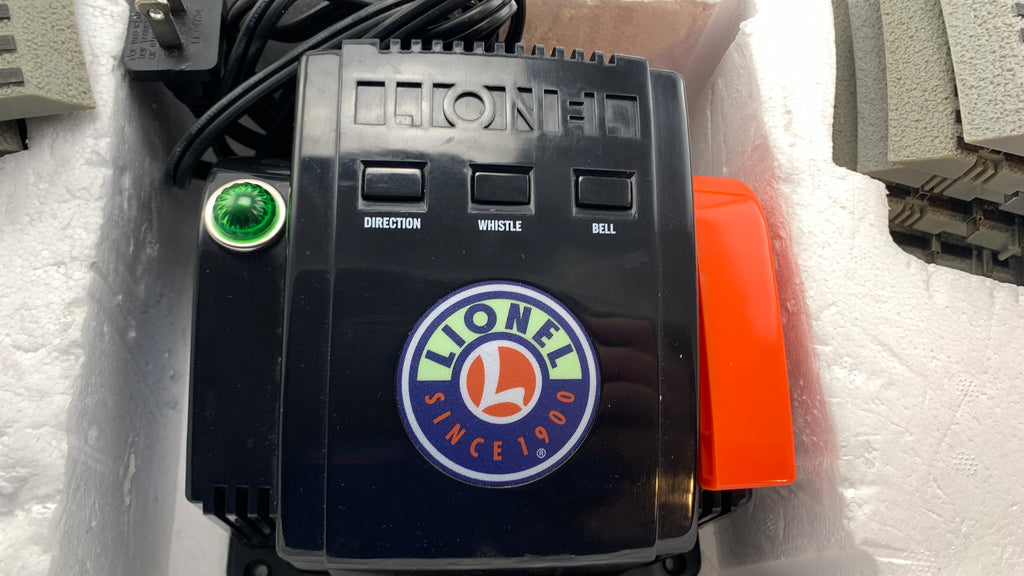 LIONEL
DIRECTION WHISTLE BELL
LIONEL
L
SINCE 1900
®